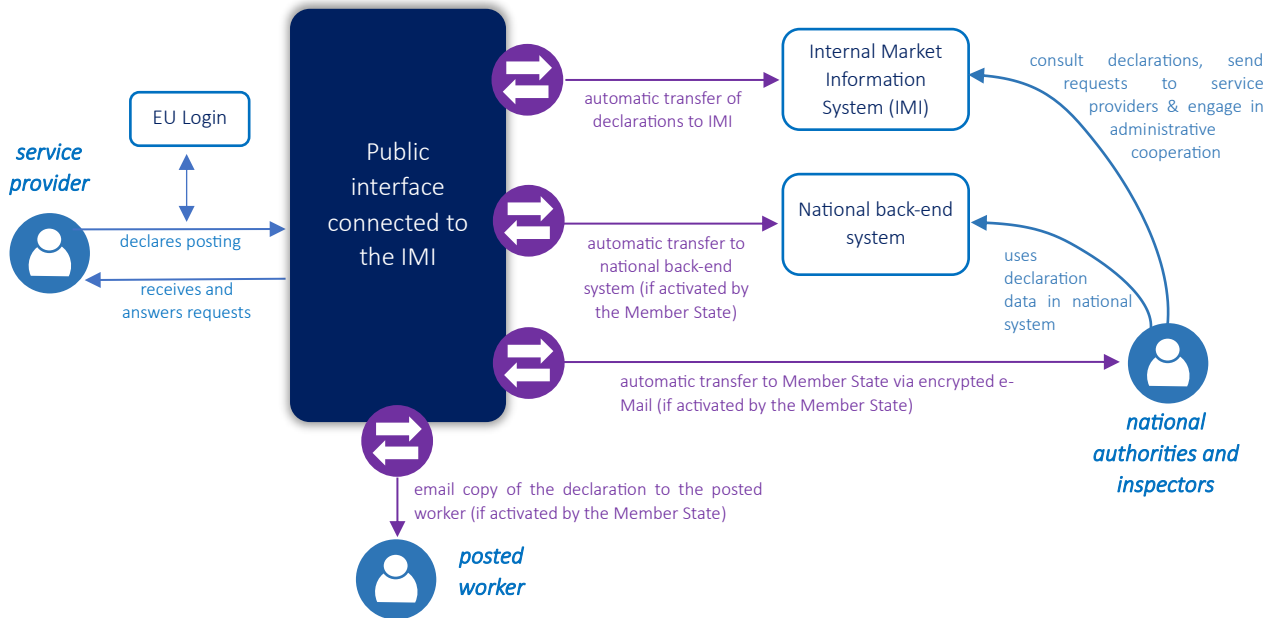 EU Login
service
provider
declares posting
receives and
answers requests
Public
interface
connected to
the IMI
automatic transfer of
declarations to IMI
Internal Market
Information
System (IMI)
consult declarations, send
requests to service
providers & engage in
administrative
cooperation
automatic transfer to
national back-end
system (if activated by
the Member State)
National back-end
system
uses
declaration
data in national
system
automatic transfer to Member State via encrypted e-
Mail (if activated by the Member State)
national
authorities and
inspectors
email copy of the declaration to the posted
worker (if activated by the Member State)
posted
worker